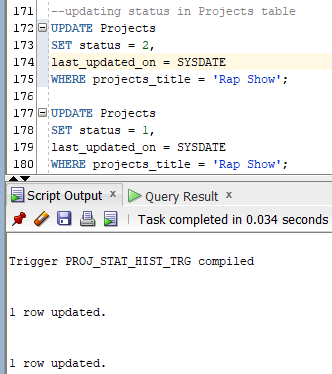 171 --updating status in Projects table
172 UPDATE Projects
173 SET status = 2,
174 last_updated_on = SYSDATE
175 WHERE projects_title = 'Rap Show';
176
177 UPDATE Projects
178 SET status = 1,
179 last_updated_on = SYSDATE
180 WHERE projects_title = 'Rap Show';
Script Output x Query Result x
Task completed in 0.034 seconds
Trigger PROJ_STAT_HIST_TRG compiled
1 row updated.
1 row updated.